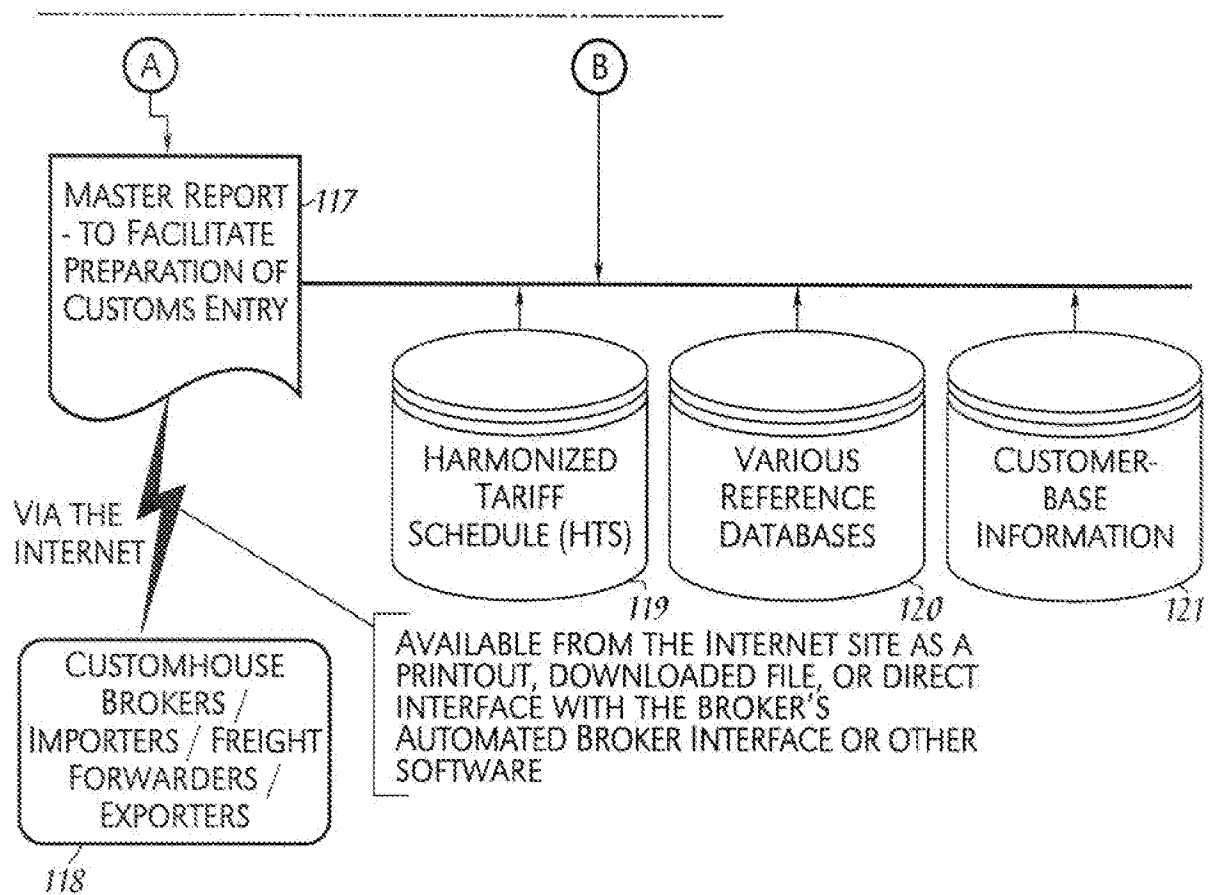 A
B
MASTER REPORT
- TO FACILITATE
PREPARATION OF
CUSTOMS ENTRY
117
HARMONIZED
TARIFF
SCHEDULE (HTS)
119
VARIOUS
REFERENCE
DATABASES
120
CUSTOMER-
BASE
INFORMATION
121
VIA THE
INTERNET
AVAILABLE FROM THE INTERNET SITE AS A
PRINTOUT, DOWNLOADED FILE, OR DIRECT
INTERFACE WITH THE BROKER'S
AUTOMATED BROKER INTERFACE OR OTHER
SOFTWARE
CUSTOMHOUSE
BROKERS /
IMPORTERS / FREIGHT
FORWARDERS /
EXPORTERS
118